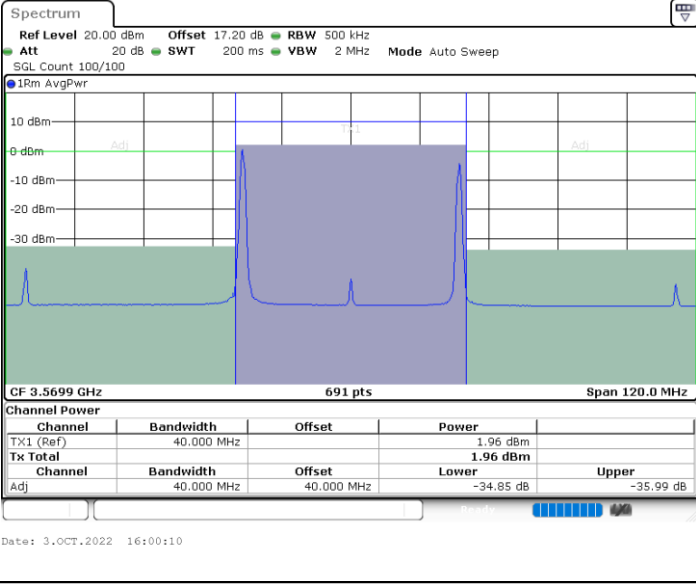 Spectrum
Ref Level 20.00 dBm Offset 17.20 dB RBW 500 kHz
Att 20 dB SWT 200 ms VBW 2 MHz Mode Auto Sweep
SGL Count 100/100
1Rm AvgPwr
10 dBm
TX1
Adj
Adj
0 dBm
-10 dBm
-20 dBm
-30 dBm
CF 3.5699 GHz 691 pts Span 120.0 MHz
Channel Power
Channel Bandwidth Offset Power
TX1 (Ref) 40.000 MHz 1.96 dBm
Tx Total 1.96 dBm
Channel Bandwidth Offset Lower Upper
Adj 40.000 MHz 40.000 MHz -34.85 dB -35.99 dB
Ready
Date: 3.OCT.2022 16:00:10